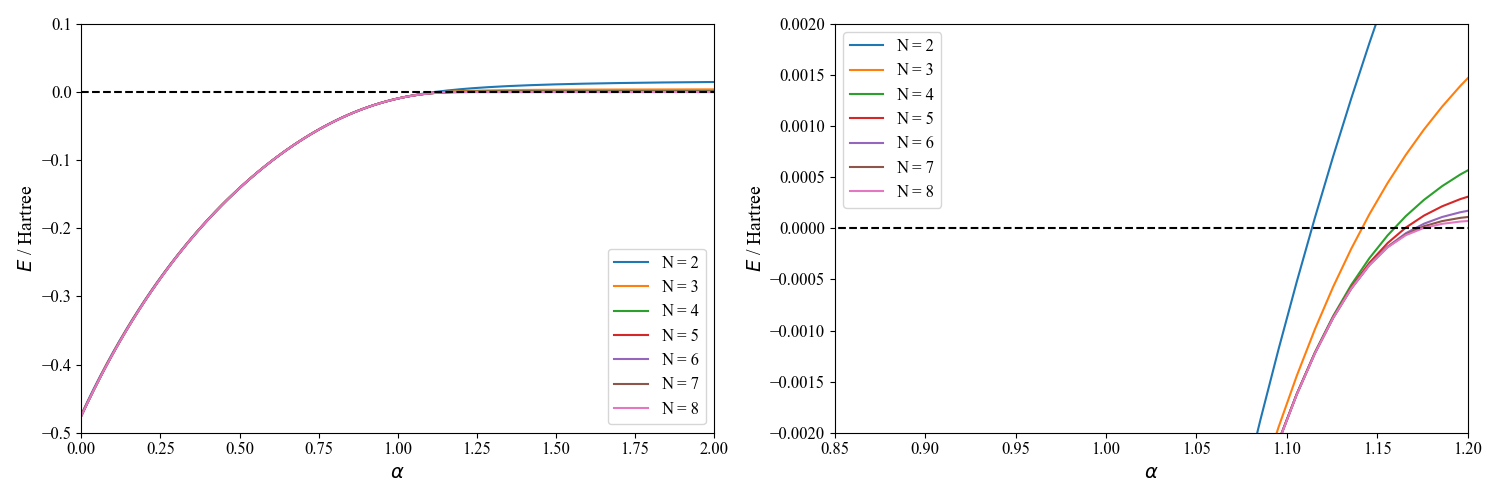 0.1
0.0
−0.1
−0.2
−0.3
−0.4
−0.5
E / Hartree
0.00 0.25 0.50 0.75 1.00 1.25 1.50 1.75 2.00
α
N = 2
N = 3
N = 4
N = 5
N = 6
N = 7
N = 8
0.0020
0.0015
0.0010
0.0005
0.0000
−0.0005
−0.0010
−0.0015
−0.0020
E / Hartree
0.85 0.90 0.95 1.00 1.05 1.10 1.15 1.20
α
N = 2
N = 3
N = 4
N = 5
N = 6
N = 7
N = 8